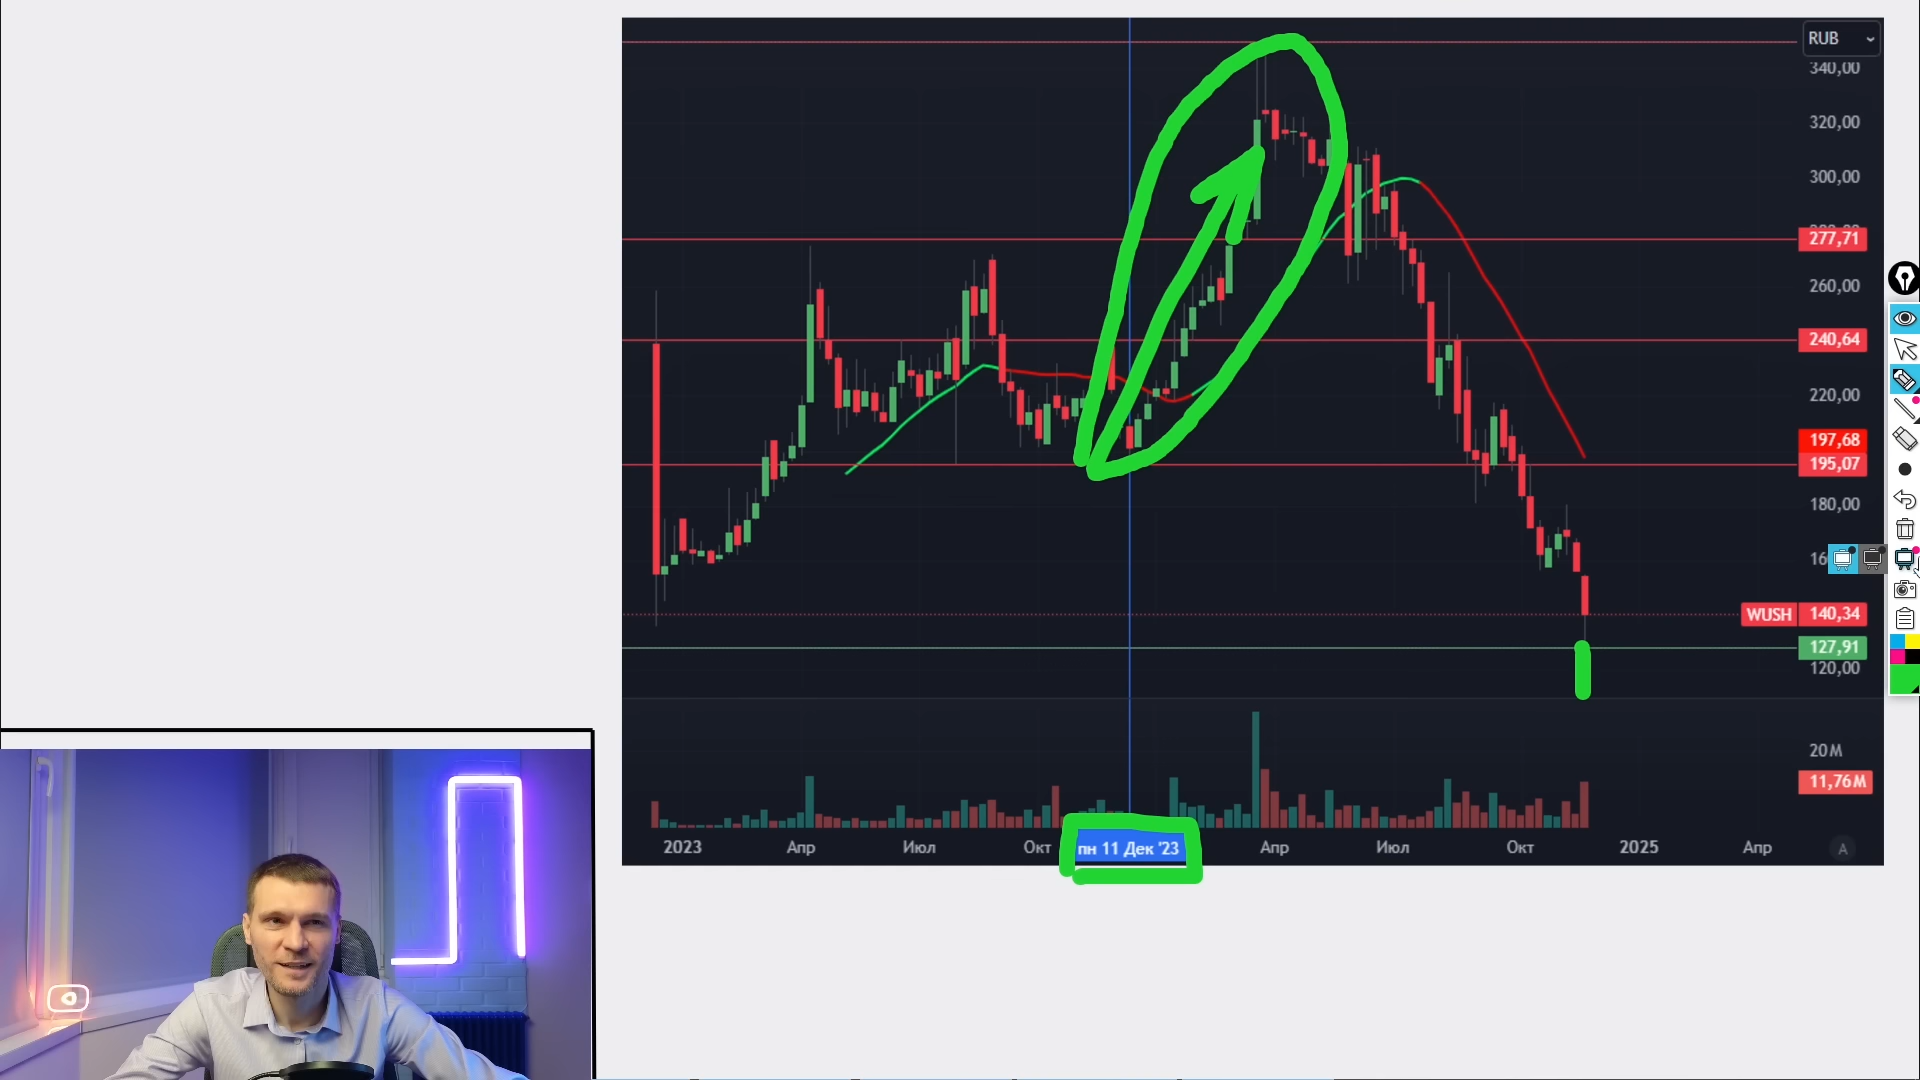 RUB
340,00
320,00
300,00
277,71
260,00
240,64
220,00
197,68
195,07
180,00
16
WUSH 140,34
127,91
120,00
20M
11,76M
2023 Апр Июл Окт пн 11 Дек '23 Апр Июл Окт 2025 Апр A